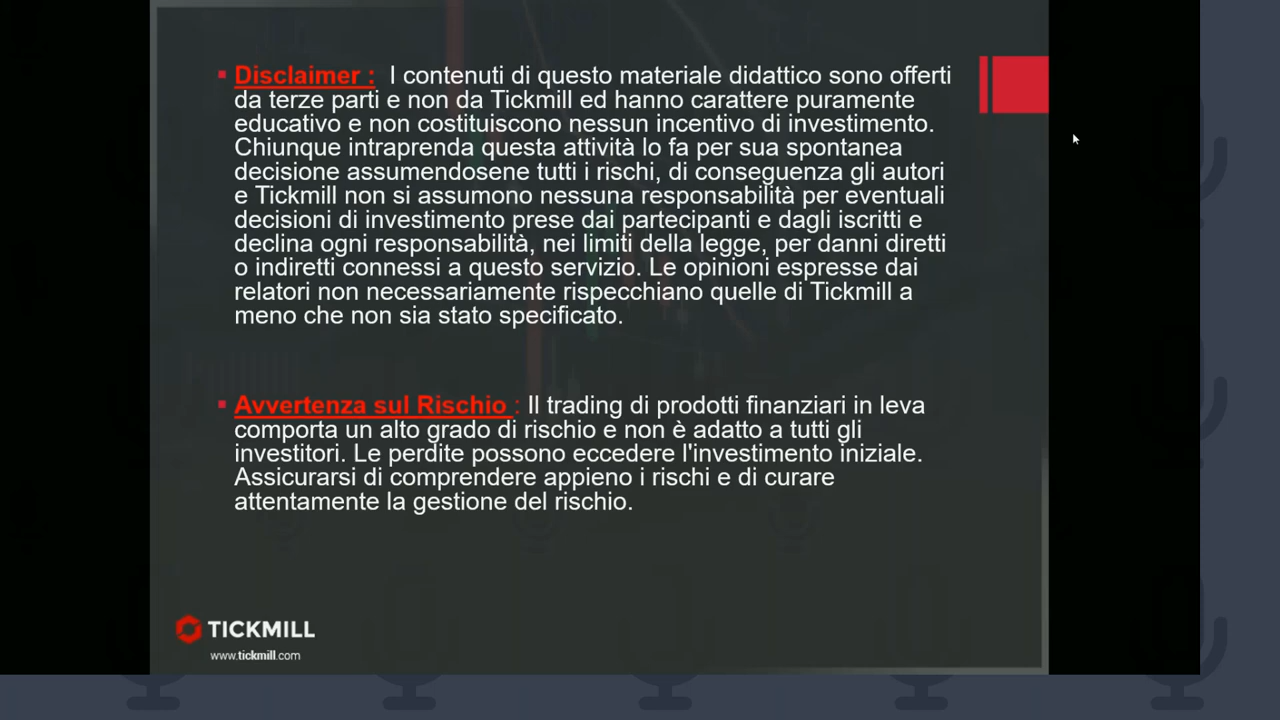 Disclaimer : I contenuti di questo materiale didattico sono offerti
da terze parti e non da Tickmill ed hanno carattere puramente
educativo e non costituiscono nessun incentivo di investimento.
Chiunque intraprenda questa attività lo fa per sua spontanea
decisione assumendosene tutti i rischi, di conseguenza gli autori
e Tickmill non si assumono nessuna responsabilità per eventuali
decisioni di investimento prese dai partecipanti e dagli iscritti e
declina ogni responsabilità, nei limiti della legge, per danni diretti
o indiretti connessi a questo servizio. Le opinioni espresse dai
relatori non necessariamente rispecchiano quelle di Tickmill a
meno che non sia stato specificato.
Avvertenza sul Rischio : Il trading di prodotti finanziari in leva
comporta un alto grado di rischio e non è adatto a tutti gli
investitori. Le perdite possono eccedere l'investimento iniziale.
Assicurarsi di comprendere appieno i rischi e di curare
attentamente la gestione del rischio.
TICKMILL
www.tickmill.com